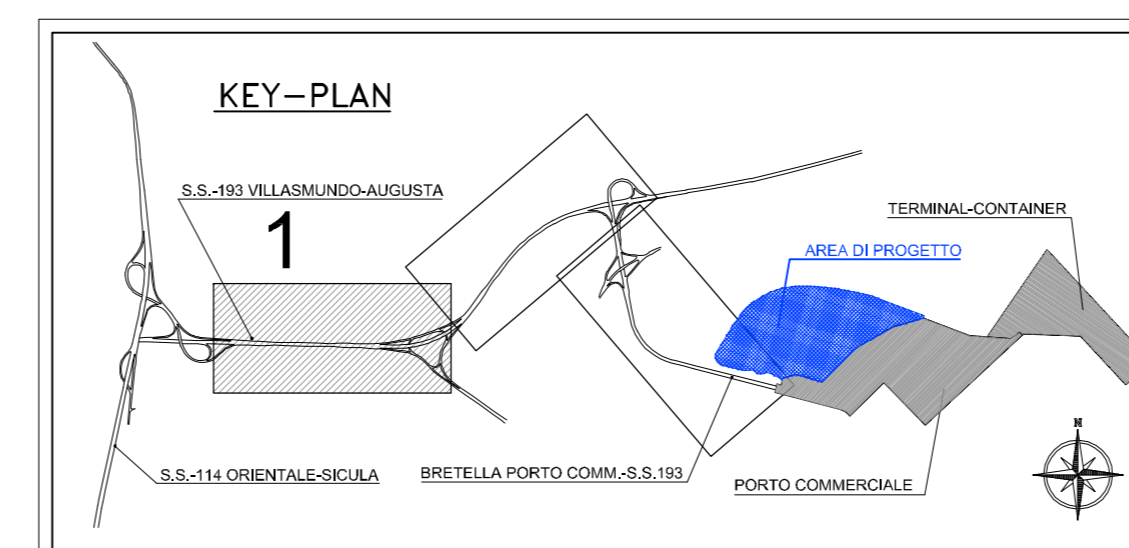 KEY-PLAN
S.S.-193 VILLASMUNDO-AUGUSTA
1
TERMINAL-CONTAINER
AREA DI PROGETTO
S.S.-114 ORIENTALE-SICULA
BRETELLA PORTO COMM.-S.S.193
PORTO COMMERCIALE
N